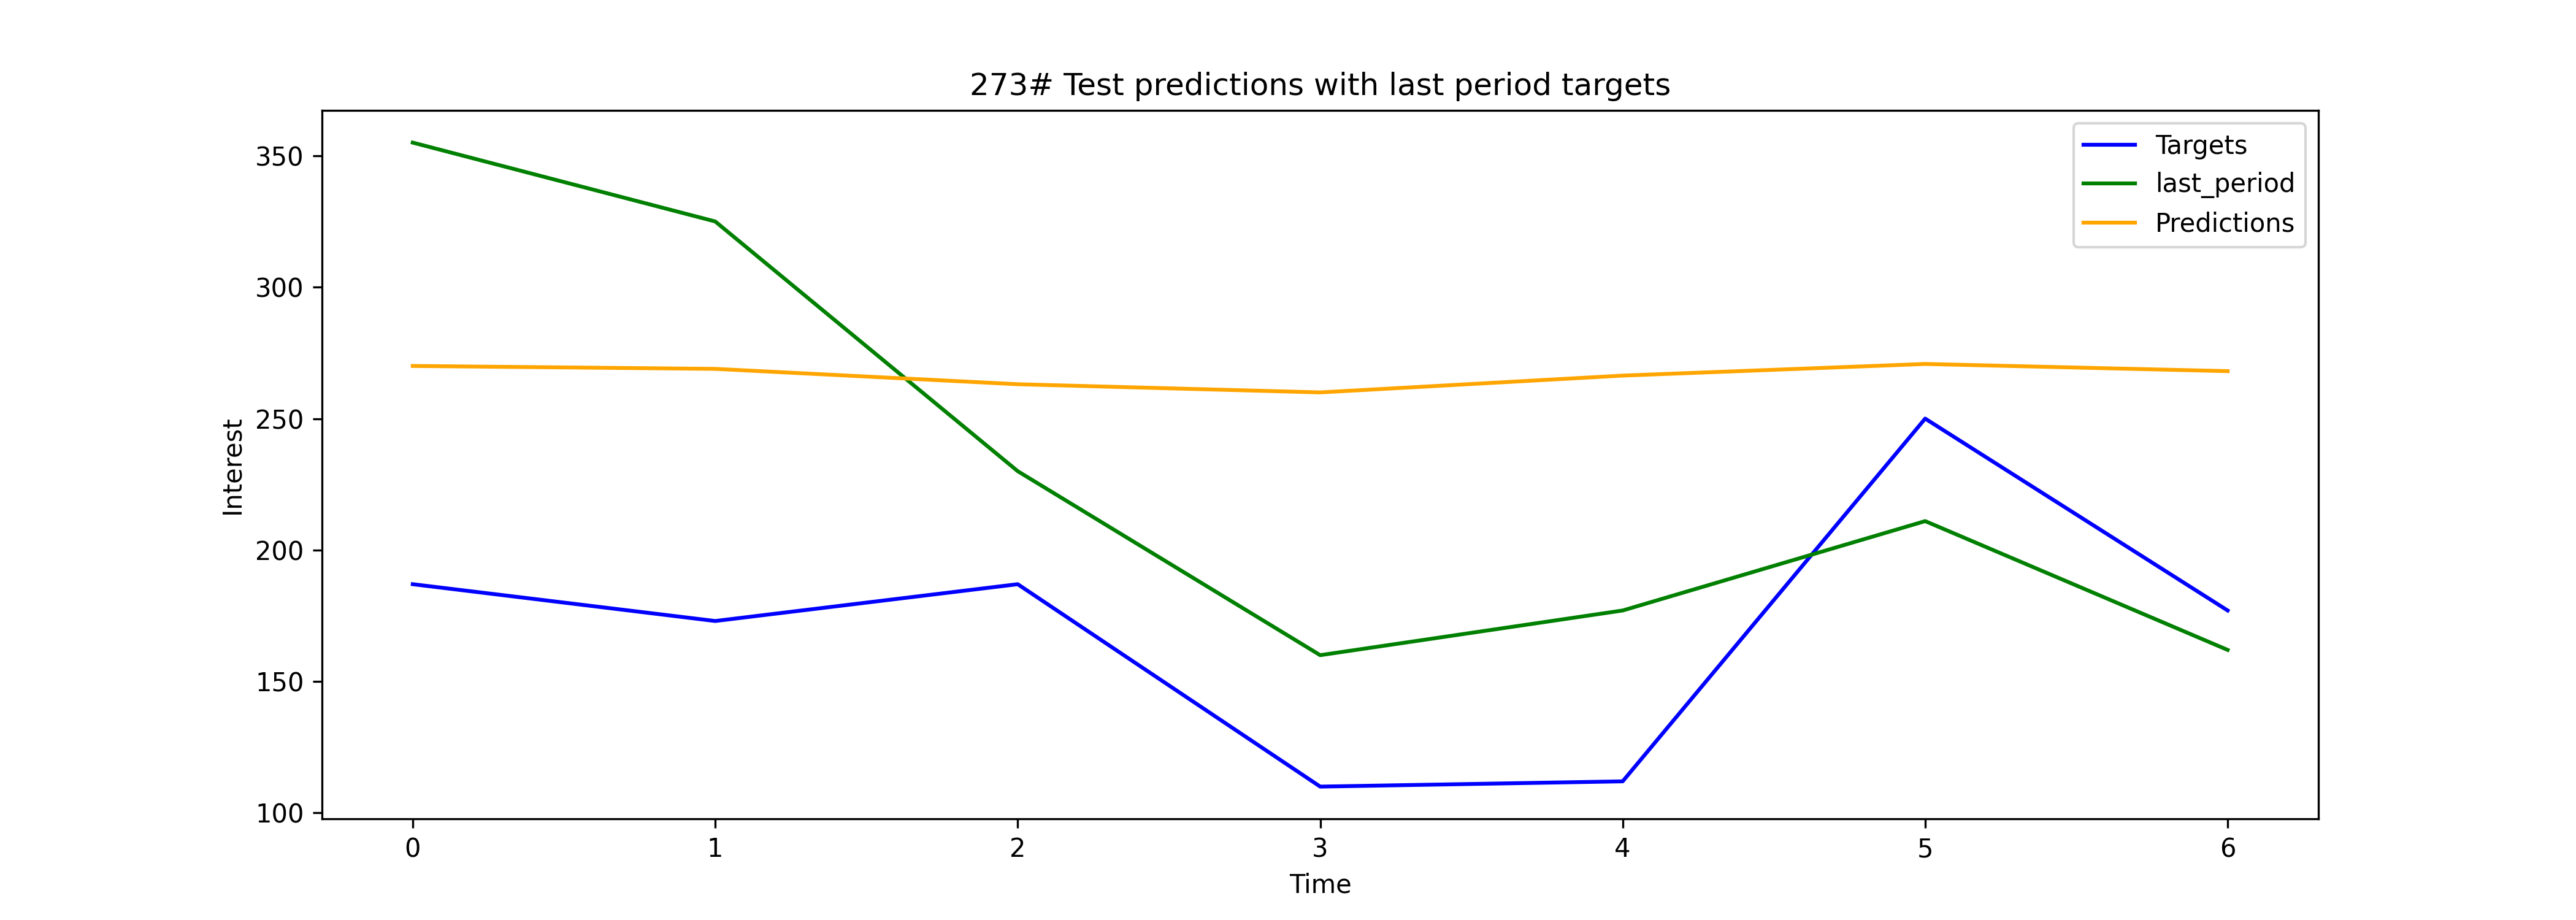 273# Test predictions with last period targets
Targets
last_period
Predictions
350
300
250
200
150
100
Interest
0 1 2 3 4 5 6
Time